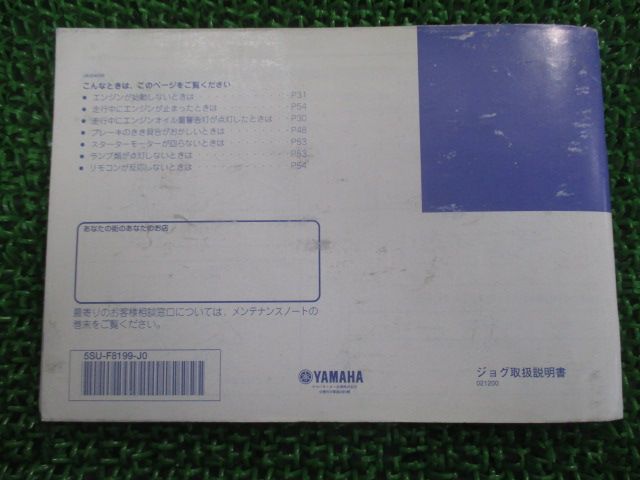 こんなときは、このページをご覧ください
● エンジンが始動しないときは ・・・・・・・・・・・・ P31
● 走行中にエンジンが止まったときは ・・・・・・・・・ P54
● 走行中にエンジンオイル量警告灯が点灯したときは ・・ P30
● ブレーキのきき具合がおかしいときは ・・・・・・・・ P48
● スターターモーターが回らないときは ・・・・・・・・ P53
● ランプ類が点灯しないときは ・・・・・・・・・・・・ P53
● リモコンが反応しないときは ・・・・・・・・・・・・ P54
あなたの街のあなたのお店
最寄りのお客様相談窓口については、メンテナンスノートの
巻末をご覧ください。
5SU-F8199-J0
YAMAHA
ジョグ取扱説明書
021200